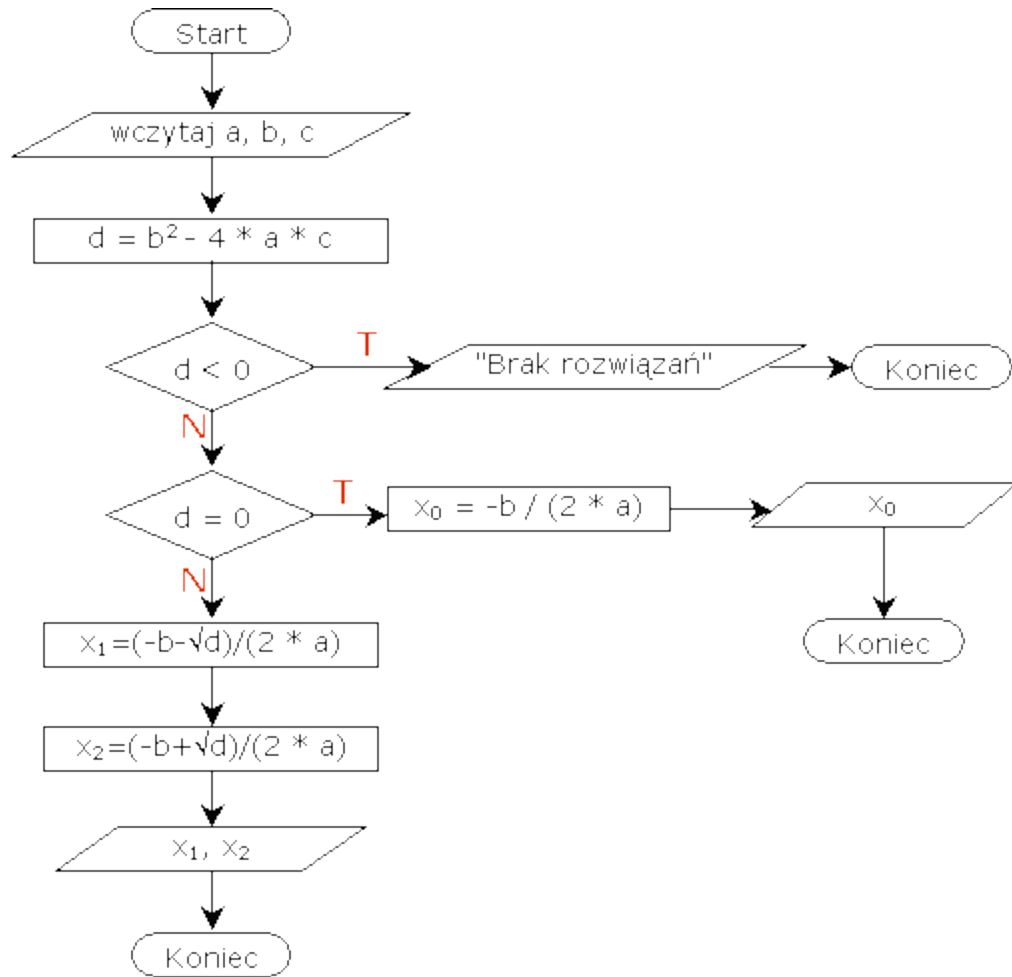 Start
wczytaj a, b, c
d = b² - 4 * a * c
d < 0
T
"Brak rozwiązań"
Koniec
N
d = 0
T
x₀ = -b / (2 * a)
x₀
Koniec
N
x₁=(-b-√d)/(2 * a)
x₂=(-b+√d)/(2 * a)
x₁, x₂
Koniec